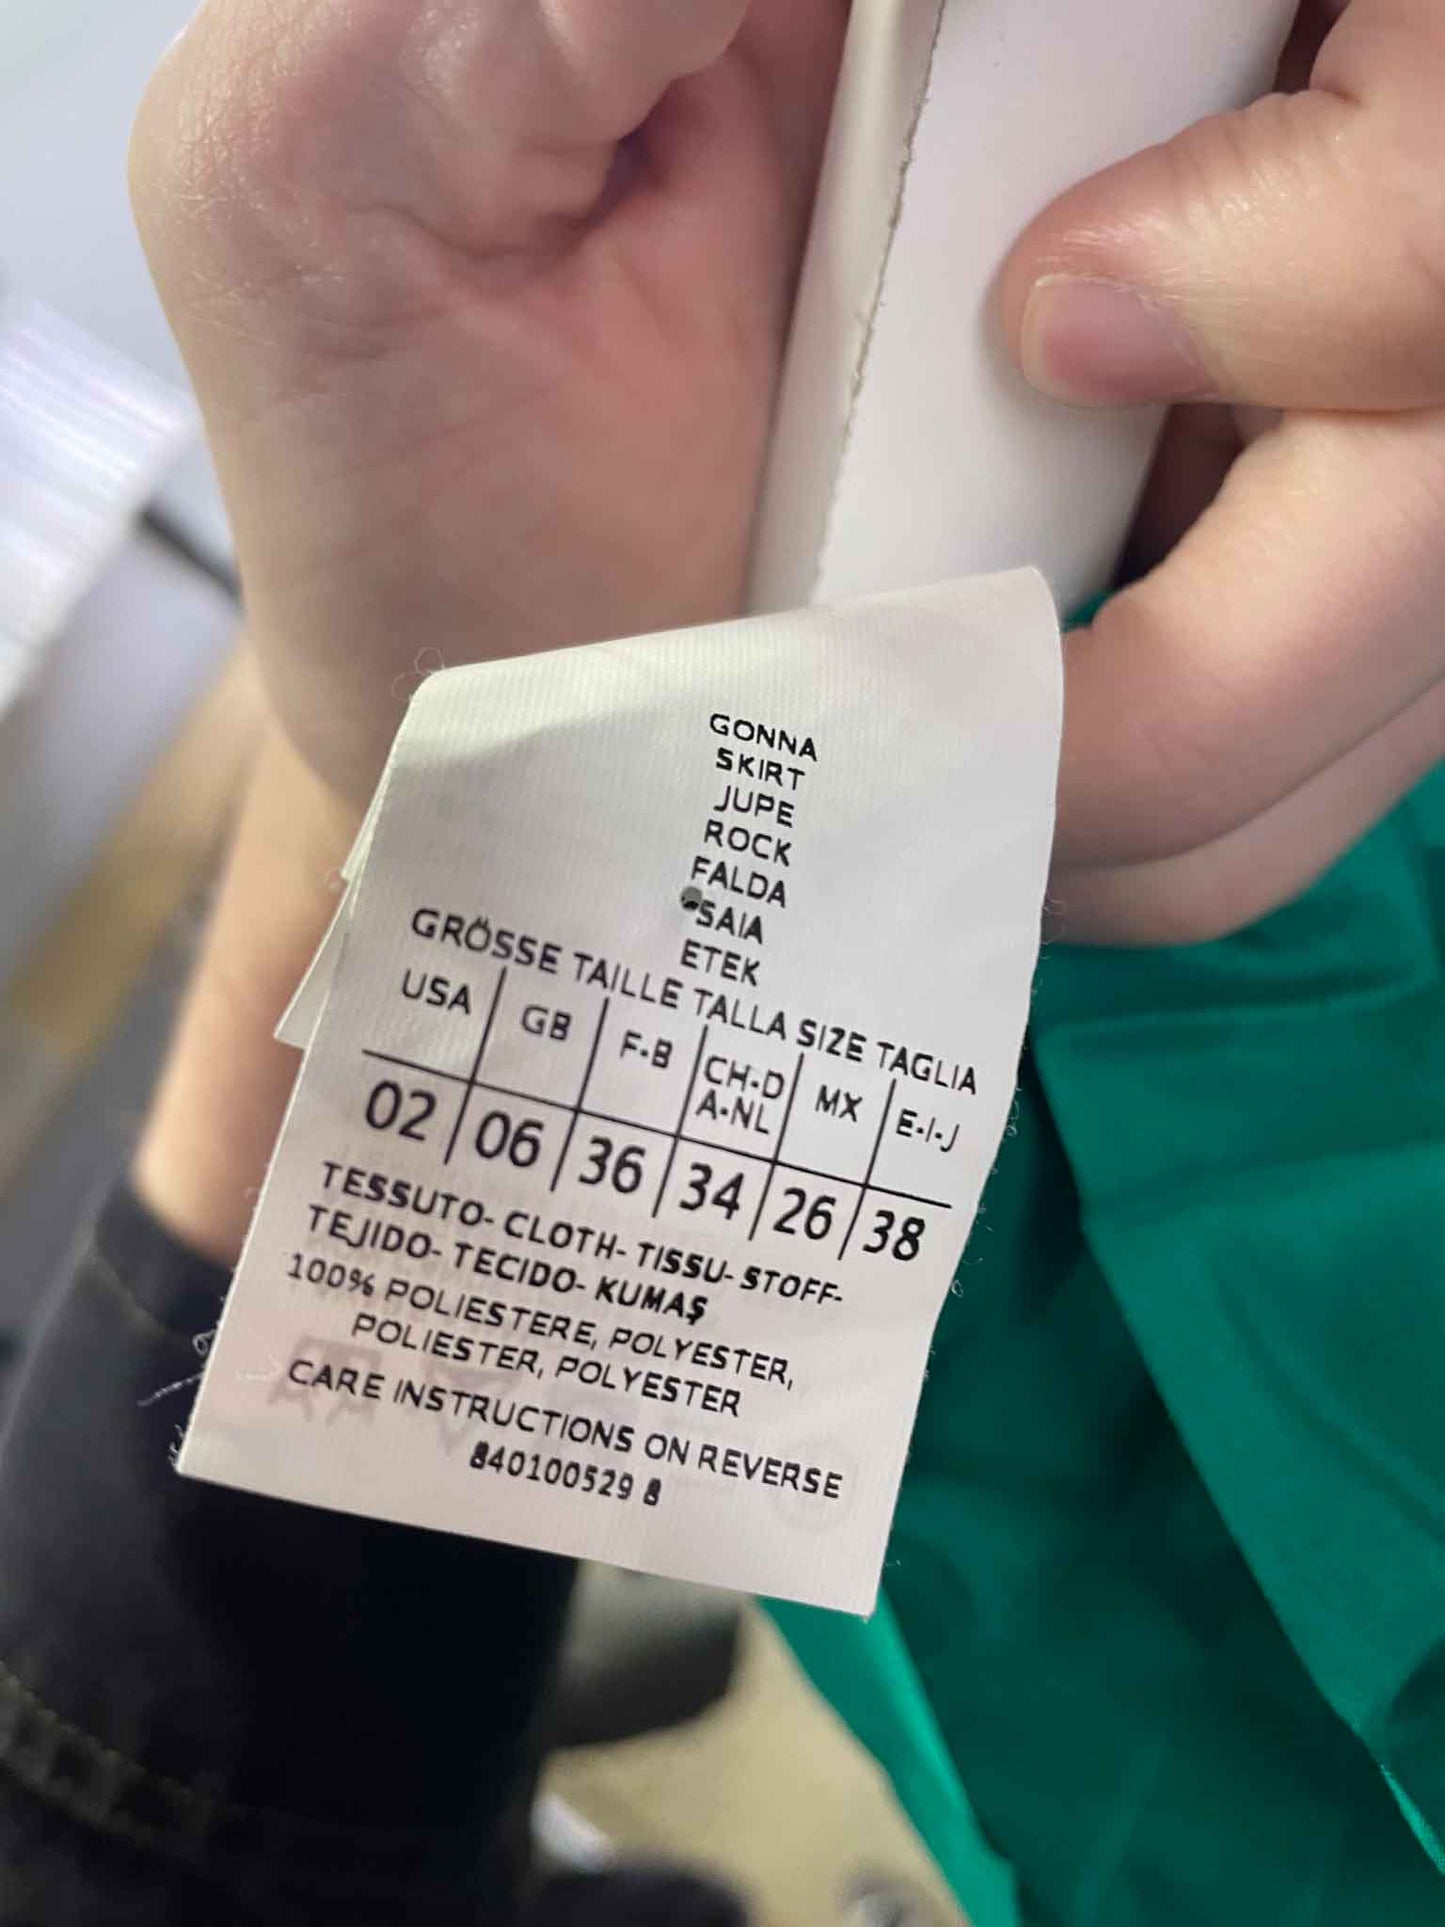 GONNA
SKIRT
JUPE
ROCK
FALDA
SAIA
ETEK
GRÖSSE TAILLE TALLA SIZE TAGLIA
USA GB F-B CH-D A-NL MX E-I-J
02 06 36 34 26 38
TESSUTO- CLOTH- TISSU- STOFF-
TEJIDO- TECIDO- KUMAŞ
100% POLIESTERE, POLYESTER,
POLIESTER, POLYESTER
CARE INSTRUCTIONS ON REVERSE
840100529 8